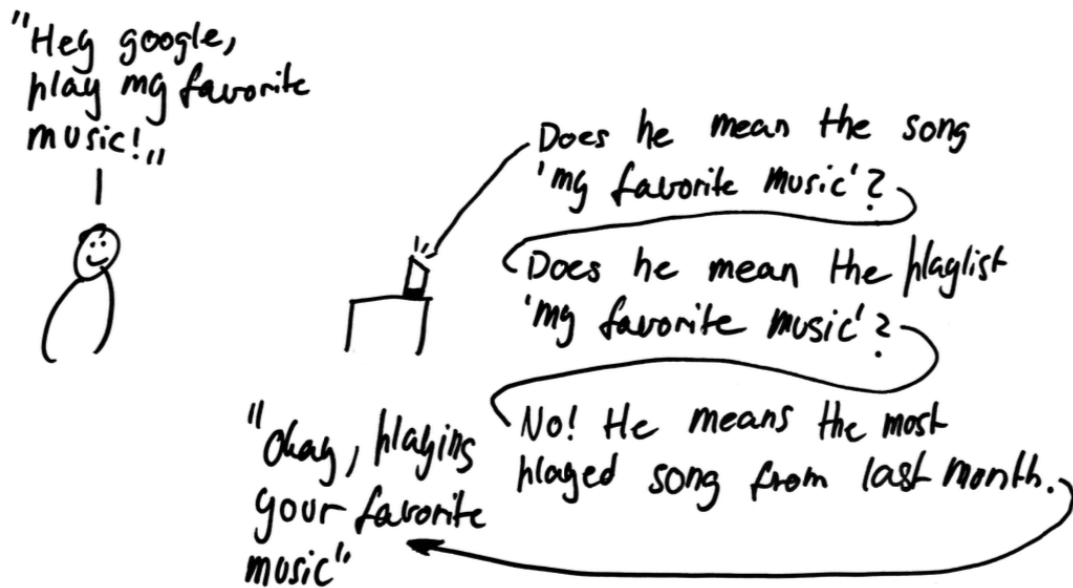 "Hey google,
play my favorite
music!"
Does he mean the song
'my favorite music'?
Does he mean the playlist
'my favorite music'?
No! He means the most
played song from last month.
"Okay, playing
your favorite
music"